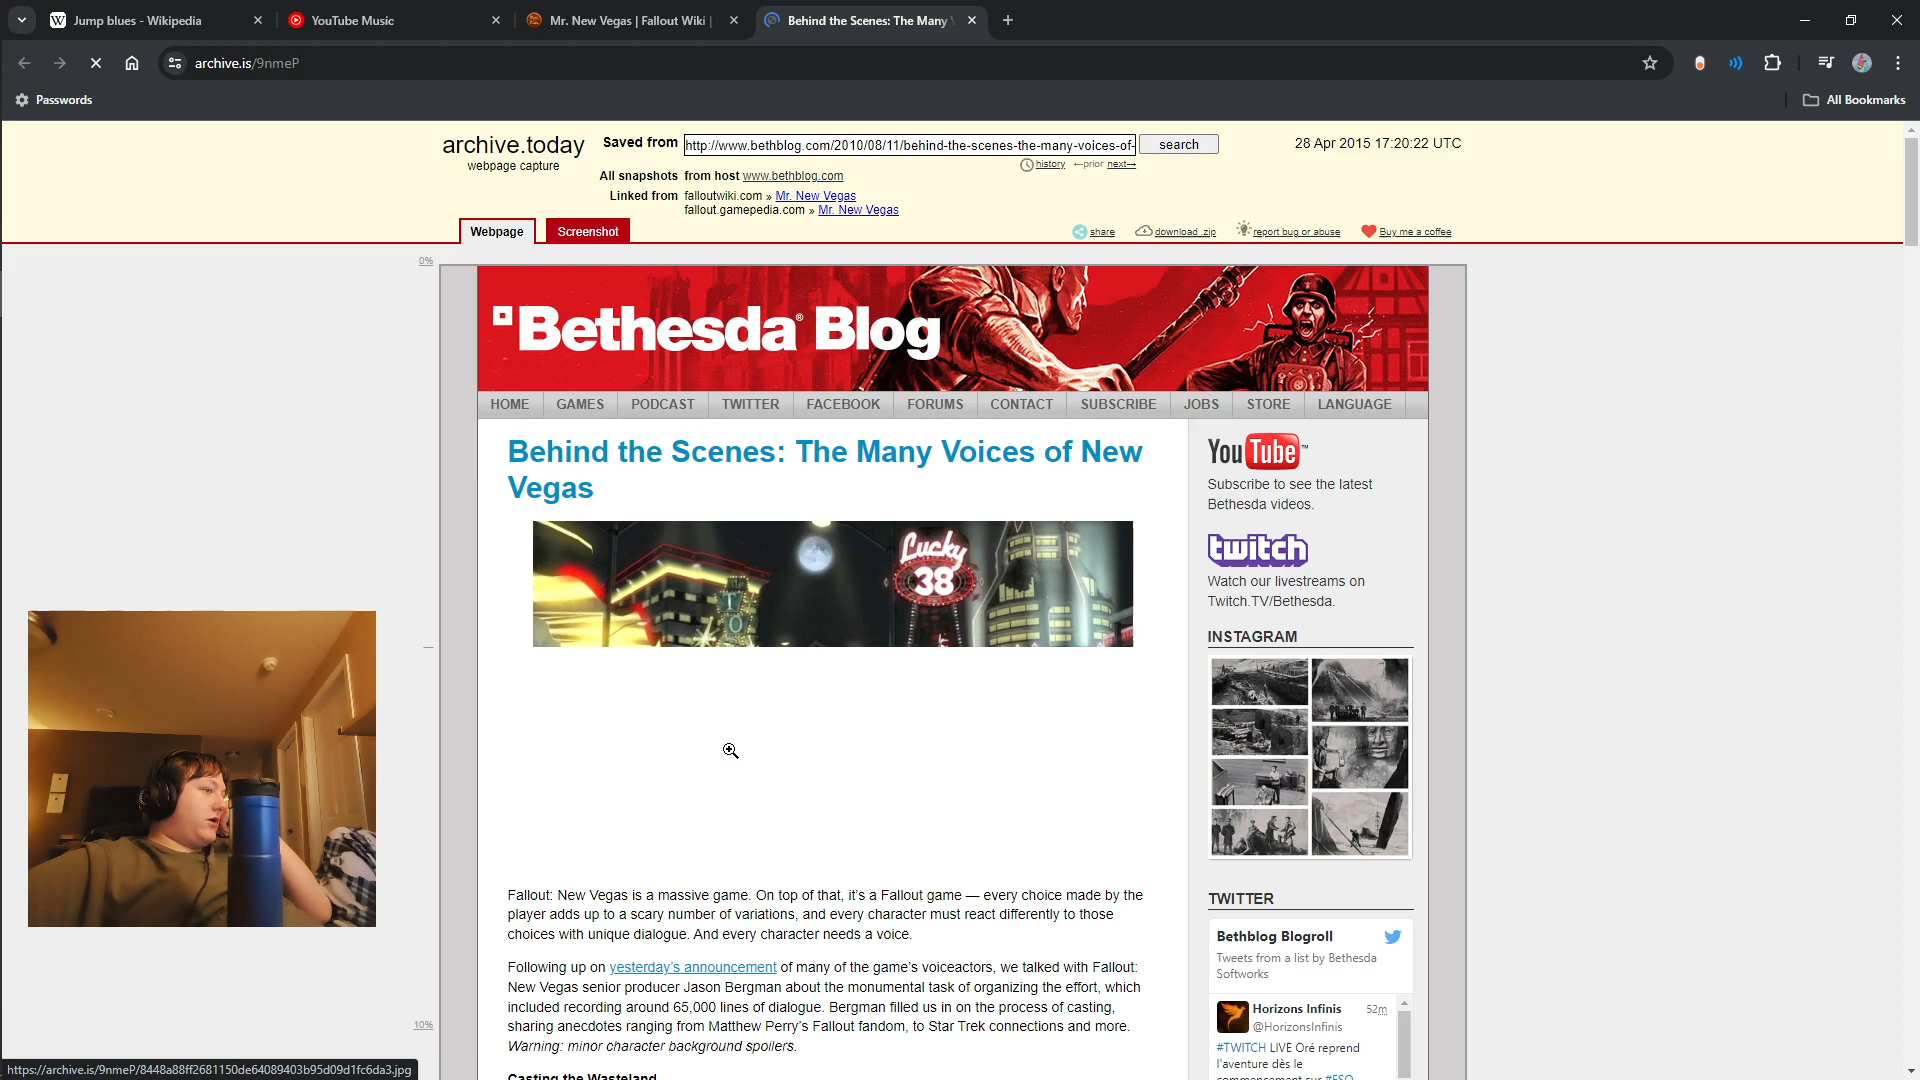 Jump blues - Wikipedia
YouTube Music
Mr. New Vegas | Fallout Wiki |
Behind the Scenes: The Many V
archive.is/9nmeP
Passwords
All Bookmarks
archive.today
webpage capture
Saved from
http://www.bethblog.com/2010/08/11/behind-the-scenes-the-many-voices-of-
search
28 Apr 2015 17:20:22 UTC
history ←prior next→
All snapshots from host www.bethblog.com
Linked from falloutwiki.com » Mr. New Vegas
fallout.gamepedia.com » Mr. New Vegas
Webpage
Screenshot
share
download .zip
report bug or abuse
Buy me a coffee
0%
Bethesda® Blog
HOME GAMES PODCAST TWITTER FACEBOOK FORUMS CONTACT SUBSCRIBE JOBS STORE LANGUAGE
Behind the Scenes: The Many Voices of New
Vegas
Lucky
38
Fallout: New Vegas is a massive game. On top of that, it's a Fallout game — every choice made by the
player adds up to a scary number of variations, and every character must react differently to those
choices with unique dialogue. And every character needs a voice.
Following up on yesterday's announcement of many of the game's voiceactors, we talked with Fallout:
New Vegas senior producer Jason Bergman about the monumental task of organizing the effort, which
included recording around 65,000 lines of dialogue. Bergman filled us in on the process of casting,
sharing anecdotes ranging from Matthew Perry's Fallout fandom, to Star Trek connections and more.
Warning: minor character background spoilers.
Casting the Wasteland
10%
YouTube™
Subscribe to see the latest
Bethesda videos.
twitch
Watch our livestreams on
Twitch.TV/Bethesda.
INSTAGRAM
TWITTER
Bethblog Blogroll
Tweets from a list by Bethesda
Softworks
Horizons Infinis 52m
@HorizonsInfinis
#TWITCH LIVE Oré reprend
l'aventure dès le
commencement sur #ESO
https://archive.is/9nmeP/8448a88ff2681150de64089403b95d09d1fc6da3.jpg